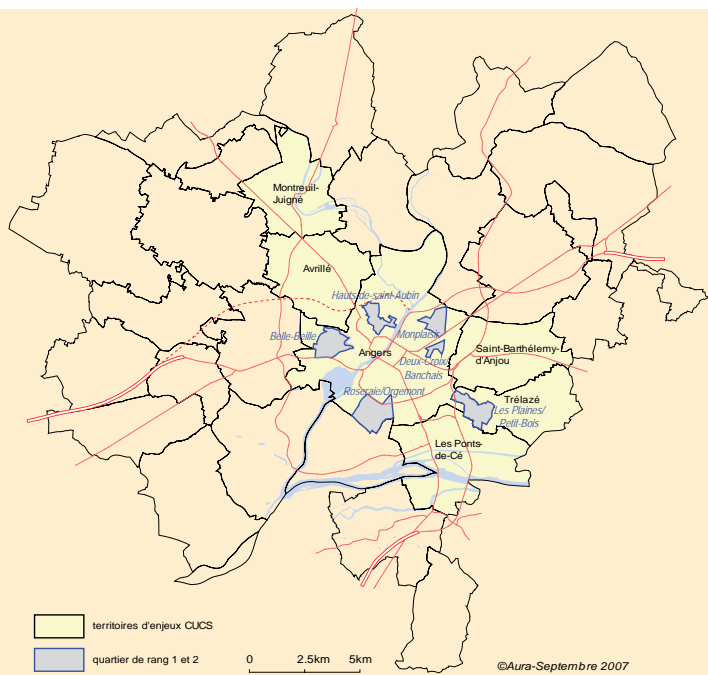 Montreuil-
Juigné
Avrillé
Hauts-de-saint-Aubin
Belle-Beille
Monplaisir
Angers
Saint-Barthélemy-
d'Anjou
Deux-Croix/
Banchais
Roseraie/Orgemont
Trélazé
Les Plaines/
Petit-Bois
Les Ponts-
de-Cé
territoires d'enjeux CUCS
quartier de rang 1 et 2
0 2.5km 5km
©Aura-Septembre 2007